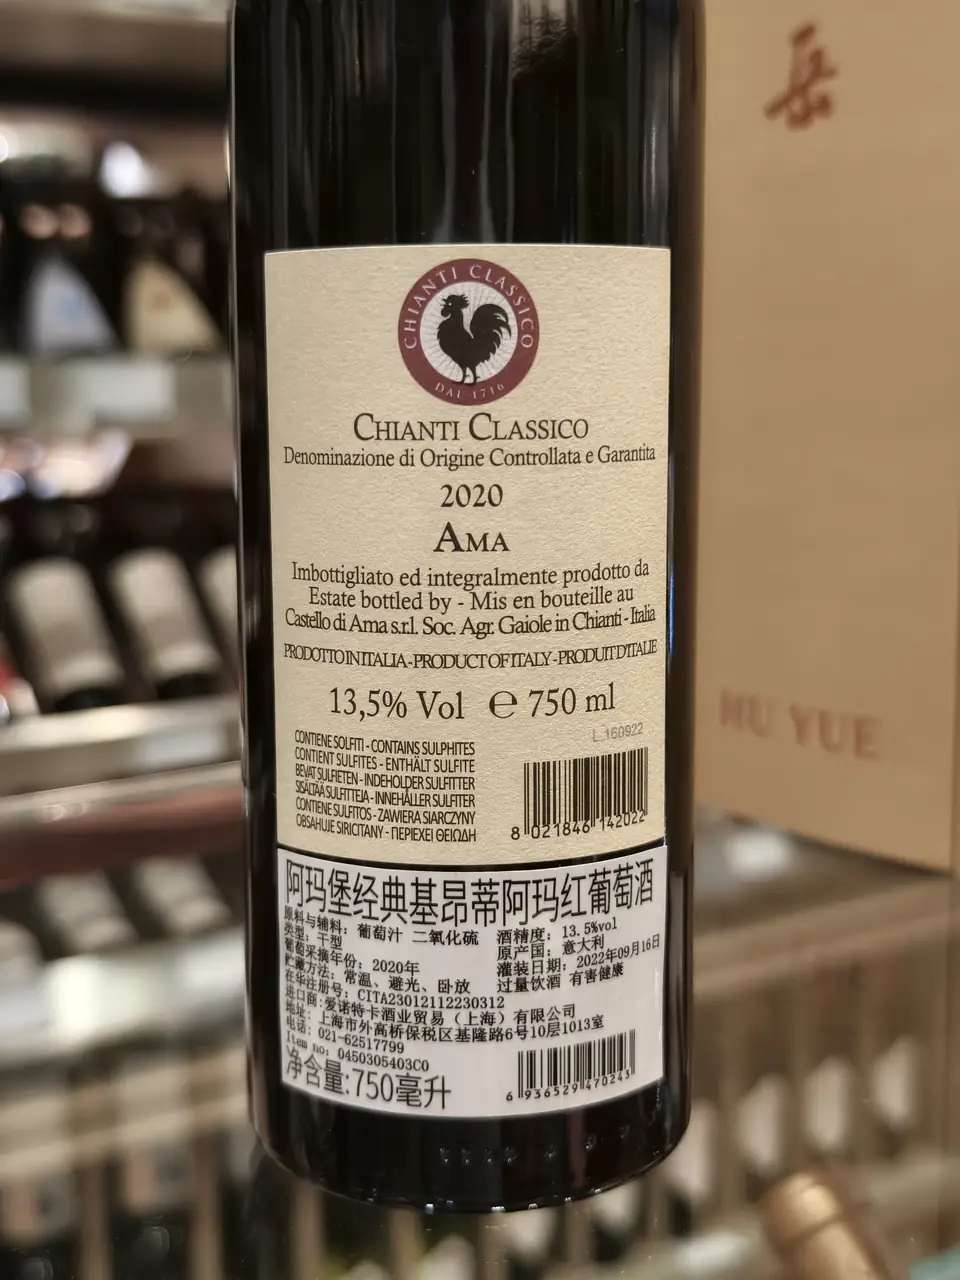 岳
CHIANTI CLASSICO
DAL 1716
CHIANTI CLASSICO
Denominazione di Origine Controllata e Garantita
2020
AMA
Imbottigliato ed integralmente prodotto da
Estate bottled by - Mis en bouteille au
Castello di Ama s.r.l. Soc. Agr. Gaiole in Chianti - Italia
PRODOTTO IN ITALIA - PRODUCT OF ITALY - PRODUIT D'ITALIE
13,5% Vol ℮ 750 ml
L.160922
CONTIENE SOLFITI - CONTAINS SULPHITES
CONTIENT SULFITES - ENTHÄLT SULFITE
BEVAT SULFIETEN - INDEHOLDER SULFITTER
SISÄLTÄÄ SULFITTEJA - INNEHÅLLER SULFITER
CONTIENE SULFITOS - ZAWIERA SIARCZYNY
OBSAHUJE SIRICITANY - ΠΕΡΙΕΧΕΙ ΘΕΙΩΔΗ
8 021846 142022
阿玛堡经典基昂蒂阿玛红葡萄酒
原料与辅料: 葡萄汁 二氧化硫
类型: 干型
葡萄采摘年份: 2020年
贮藏方法: 常温、避光、卧放
酒精度: 13.5%vol
原产国: 意大利
灌装日期: 2022年09月16日
过量饮酒 有害健康
在华注册号: CITA23012112230312
进口商: 爱诺特卡酒业贸易（上海）有限公司
地址: 上海市外高桥保税区基隆路6号10层1013室
电话: 021-62517799
Item no: 0450305403C0
净含量:750毫升
6 936529 470243
HU YUE